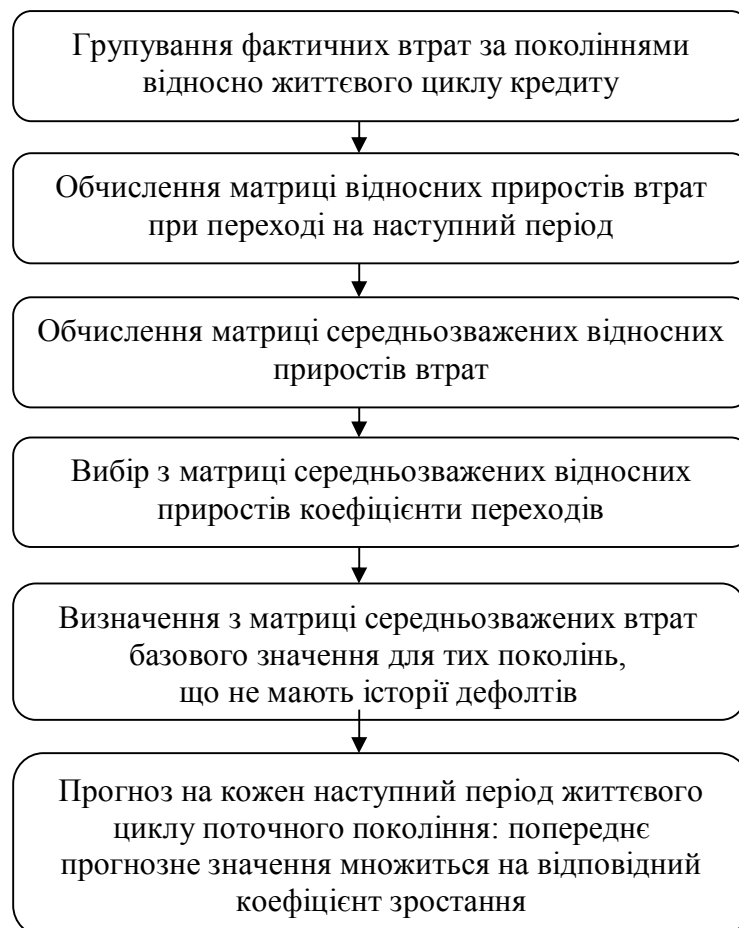 Групування фактичних втрат за поколіннями
відносно життєвого циклу кредиту
Обчислення матриці відносних приростів втрат
при переході на наступний період
Обчислення матриці середньозважених відносних
приростів втрат
Вибір з матриці середньозважених відносних
приростів коефіцієнти переходів
Визначення з матриці середньозважених втрат
базового значення для тих поколінь,
що не мають історії дефолтів
Прогноз на кожен наступний період життєвого
циклу поточного покоління: попереднє
прогнозне значення множиться на відповідний
коефіцієнт зростання